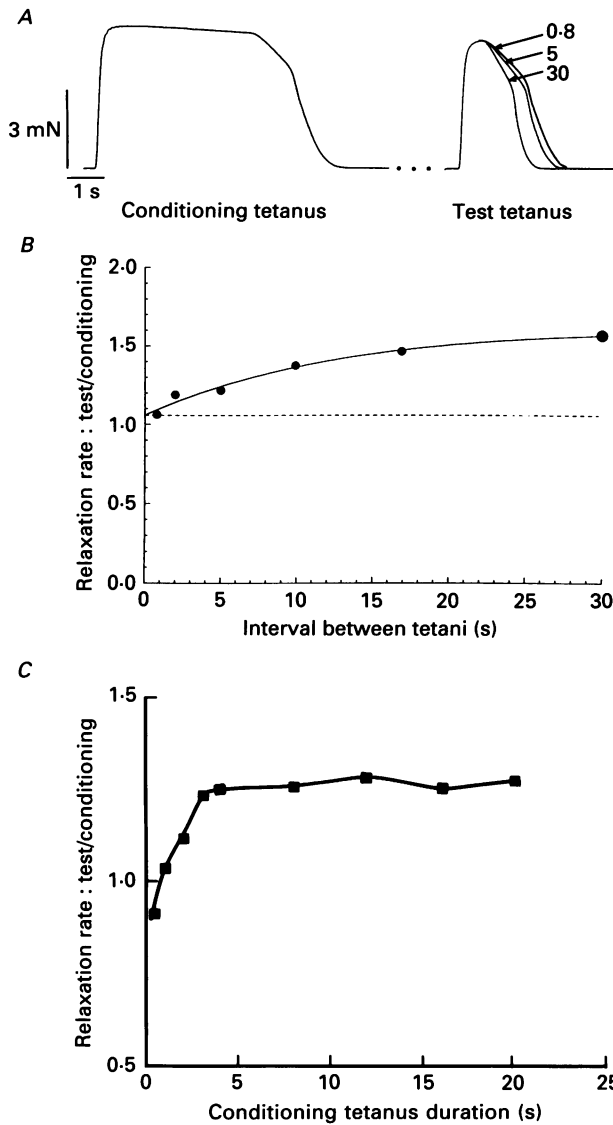 A
0·8
5
30
3 mN
1 s
Conditioning tetanus
Test tetanus
B
2·0
1·5
1·0
0·5
0·0
Relaxation rate : test/conditioning
0 5 10 15 20 25 30
Interval between tetani (s)
C
1·5
1·0
0·5
Relaxation rate : test/conditioning
0 5 10 15 20 25
Conditioning tetanus duration (s)